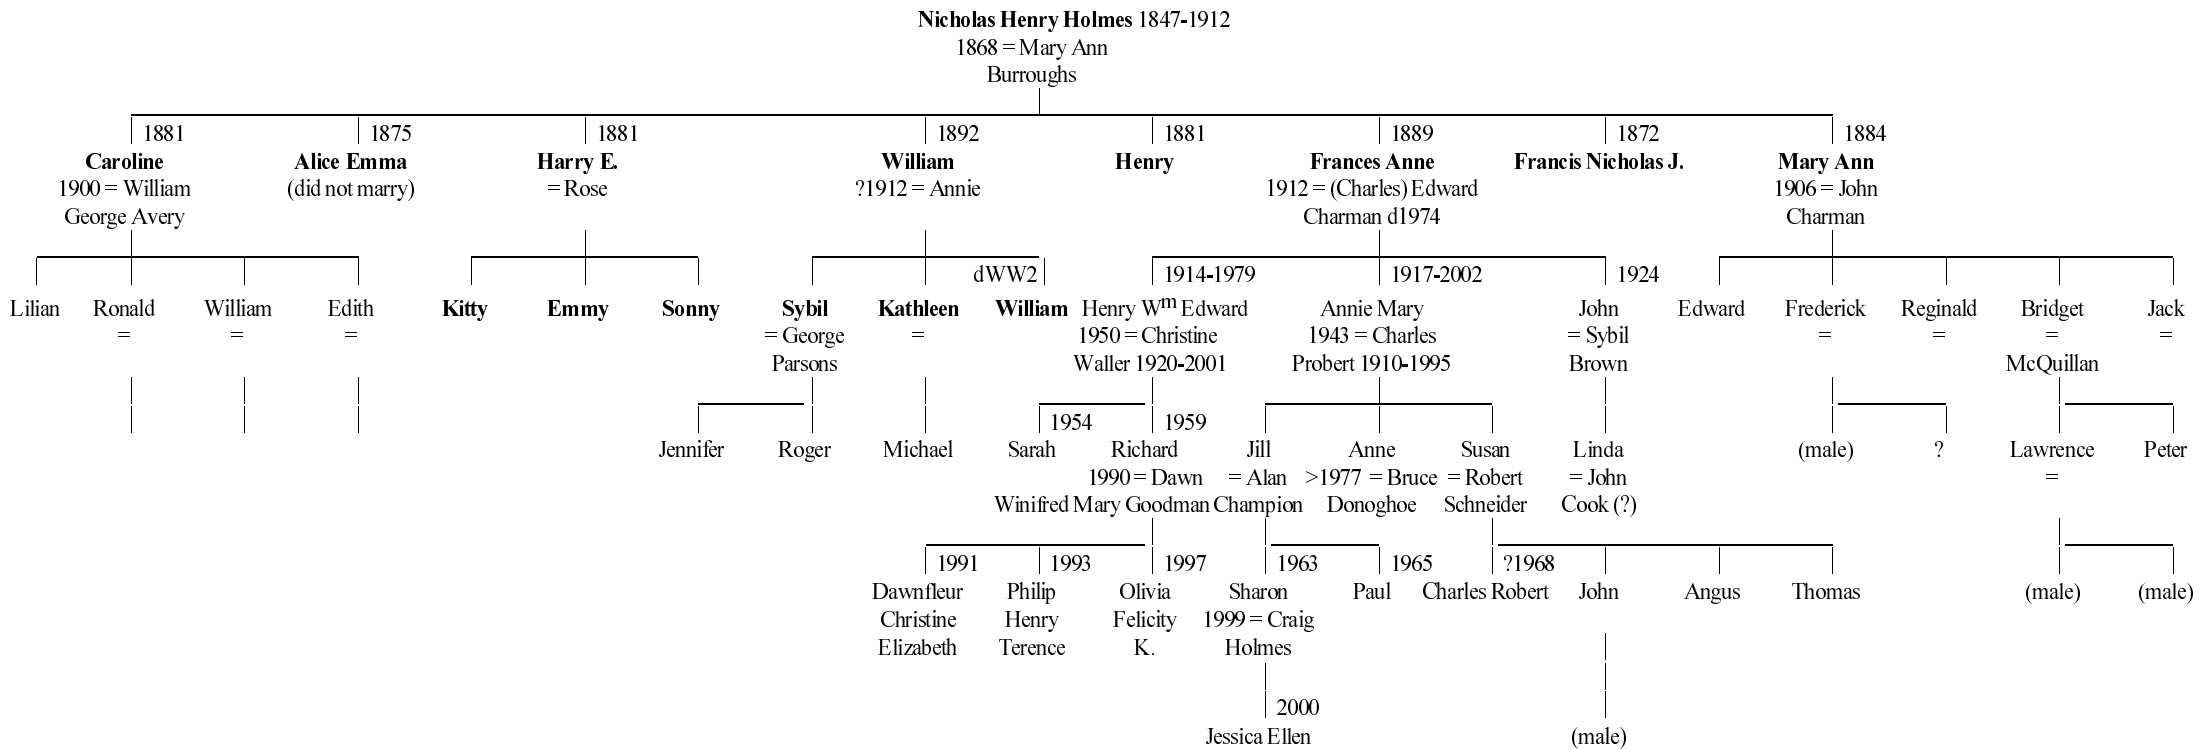 Nicholas Henry Holmes 1847-1912
1868 = Mary Ann
Burroughs
1881 1875 1881 1892 1881 1889 1872 1884
Caroline Alice Emma Harry E. William Henry Frances Anne Francis Nicholas J. Mary Ann
1900 = William (did not marry) = Rose ?1912 = Annie 1912 = (Charles) Edward 1906 = John
George Avery Charman d1974 Charman
dWW2 1914-1979 1917-2002 1924
Lilian Ronald William Edith Kitty Emmy Sonny Sybil Kathleen William Henry Wm Edward Annie Mary John Edward Frederick Reginald Bridget Jack
= = = = George = 1950 = Christine 1943 = Charles = Sybil = = = =
Parsons Waller 1920-2001 Probert 1910-1995 Brown McQuillan
1954 1959
Jennifer Roger Michael Sarah Richard Jill Anne Susan Linda (male) ? Lawrence Peter
1990 = Dawn = Alan >1977 = Bruce = Robert = John =
Winifred Mary Goodman Champion Donoghoe Schneider Cook (?)
1991 1993 1997 1963 1965 ?1968
Dawnfleur Philip Olivia Sharon Paul Charles Robert John Angus Thomas (male) (male)
Christine Henry Felicity 1999 = Craig
Elizabeth Terence K. Holmes
2000
Jessica Ellen (male)